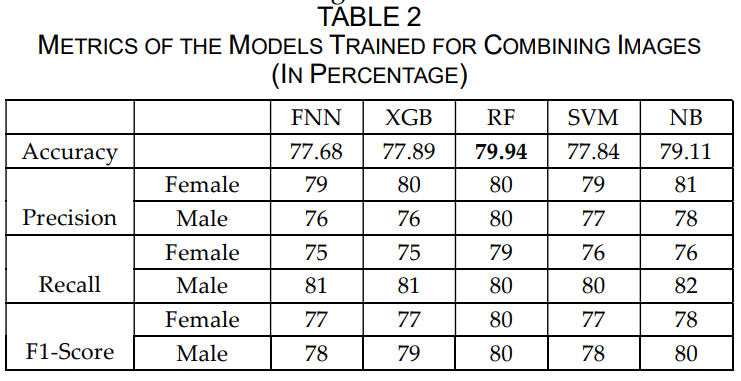 TABLE 2
METRICS OF THE MODELS TRAINED FOR COMBINING IMAGES
(IN PERCENTAGE)
FNN XGB RF SVM NB
Accuracy 77.68 77.89 79.94 77.84 79.11
Female 79 80 80 79 81
Precision Male 76 76 80 77 78
Female 75 75 79 76 76
Recall Male 81 81 80 80 82
Female 77 77 80 77 78
F1-Score Male 78 79 80 78 80